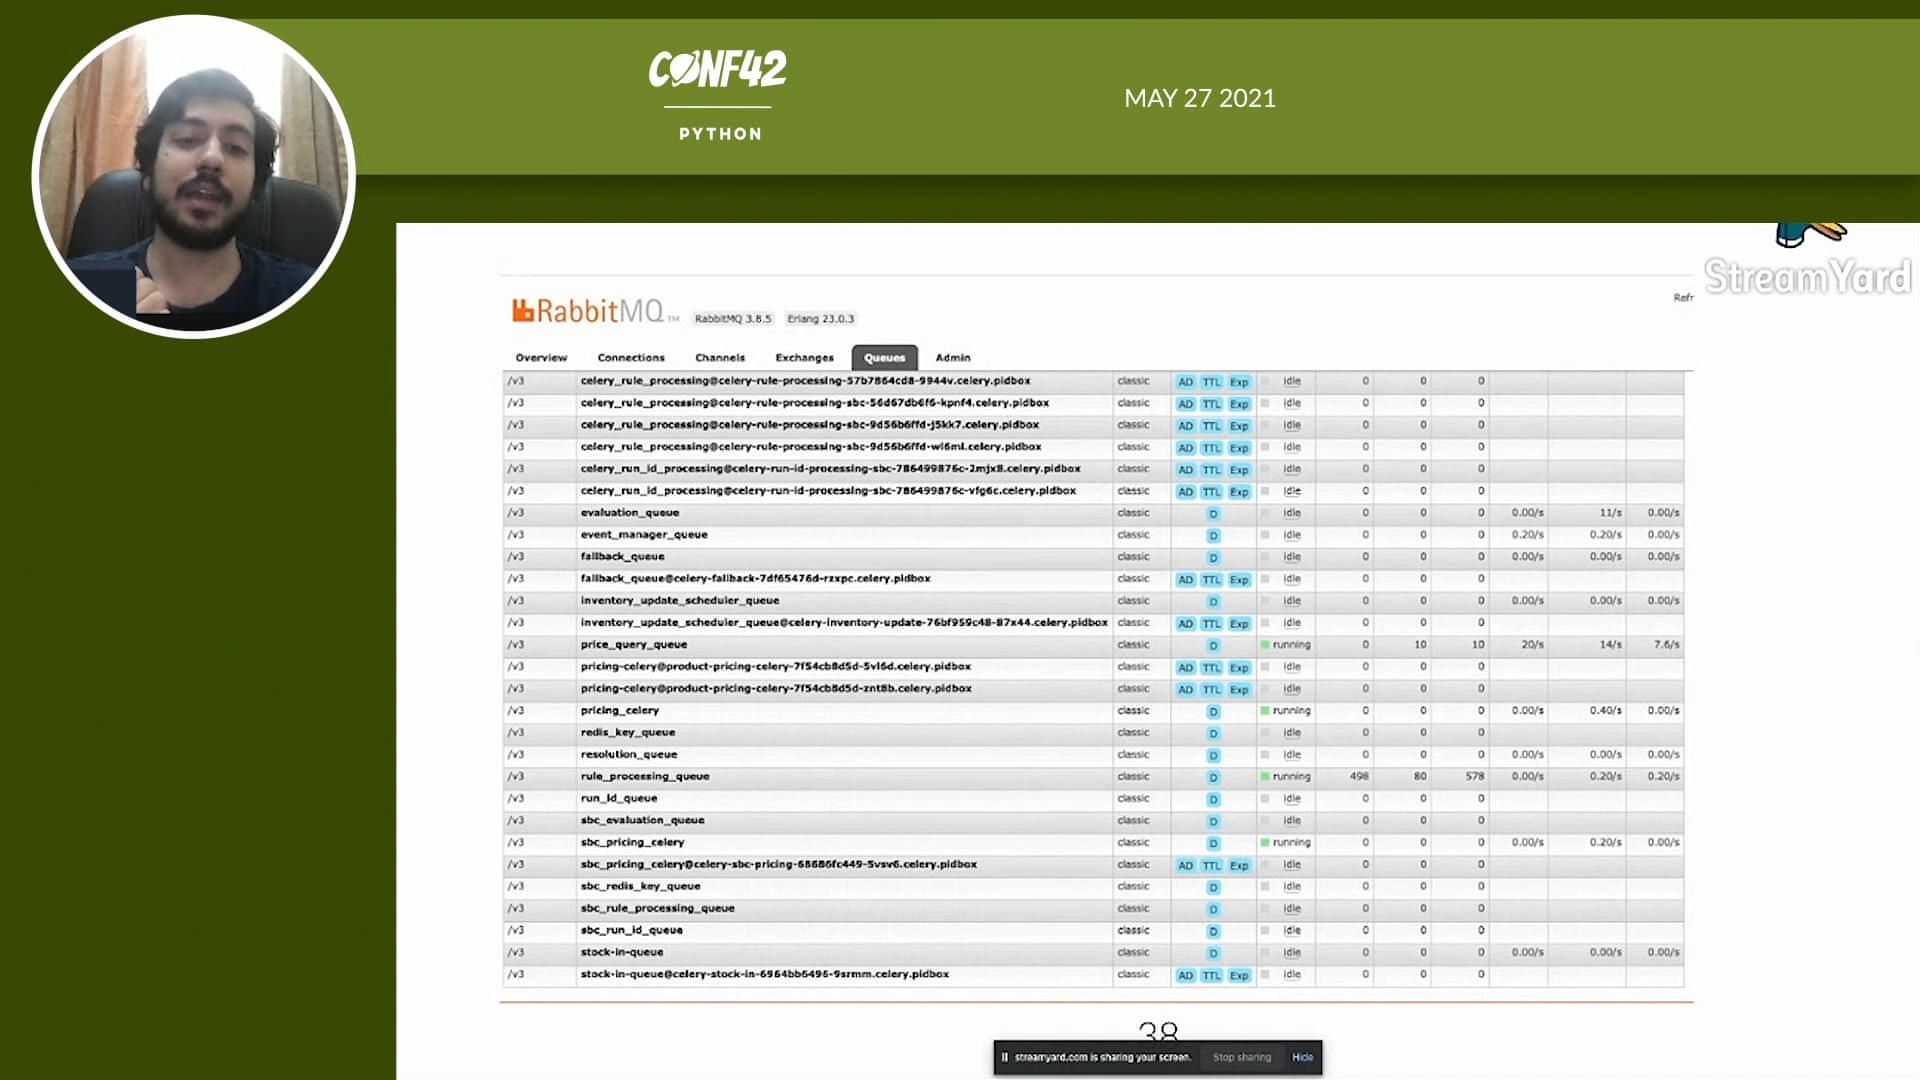 CONF42
PYTHON
MAY 27 2021
StreamYard
Refr
RabbitMQ TM RabbitMQ 3.8.5 Erlang 23.0.3
Overview Connections Channels Exchanges Queues Admin
/v3 celery_rule_processing@celery-rule-processing-57b7864cd8-9944v.celery.pidbox classic AD TTL Exp idle 0 0 0
/v3 celery_rule_processing@celery-rule-processing-sbc-56d67db6f6-kpnf4.celery.pidbox classic AD TTL Exp idle 0 0 0
/v3 celery_rule_processing@celery-rule-processing-sbc-9d56b6ffd-j5kk7.celery.pidbox classic AD TTL Exp idle 0 0 0
/v3 celery_rule_processing@celery-rule-processing-sbc-9d56b6ffd-wl6ml.celery.pidbox classic AD TTL Exp idle 0 0 0
/v3 celery_run_id_processing@celery-run-id-processing-sbc-786499876c-2mjx8.celery.pidbox classic AD TTL Exp idle 0 0 0
/v3 celery_run_id_processing@celery-run-id-processing-sbc-786499876c-vfg6c.celery.pidbox classic AD TTL Exp idle 0 0 0
/v3 evaluation_queue classic D idle 0 0 0 0.00/s 11/s 0.00/s
/v3 event_manager_queue classic D idle 0 0 0 0.20/s 0.20/s 0.00/s
/v3 fallback_queue classic D idle 0 0 0 0.00/s 0.00/s 0.00/s
/v3 fallback_queue@celery-fallback-7df65476d-rzxpc.celery.pidbox classic AD TTL Exp idle 0 0 0
/v3 inventory_update_scheduler_queue classic D idle 0 0 0 0.00/s 0.00/s 0.00/s
/v3 inventory_update_scheduler_queue@celery-inventory-update-76bf959c48-87x44.celery.pidbox classic AD TTL Exp idle 0 0 0
/v3 price_query_queue classic D running 0 10 10 20/s 14/s 7.6/s
/v3 pricing-celery@product-pricing-celery-7f54cb8d5d-5vl6d.celery.pidbox classic AD TTL Exp idle 0 0 0
/v3 pricing-celery@product-pricing-celery-7f54cb8d5d-znt8b.celery.pidbox classic AD TTL Exp idle 0 0 0
/v3 pricing_celery classic D running 0 0 0 0.00/s 0.40/s 0.00/s
/v3 redis_key_queue classic D idle 0 0 0
/v3 resolution_queue classic D idle 0 0 0 0.00/s 0.00/s 0.00/s
/v3 rule_processing_queue classic D running 498 80 578 0.00/s 0.20/s 0.20/s
/v3 run_id_queue classic D idle 0 0 0
/v3 sbc_evaluation_queue classic D idle 0 0 0
/v3 sbc_pricing_celery classic D running 0 0 0 0.00/s 0.20/s 0.00/s
/v3 sbc_pricing_celery@celery-sbc-pricing-68686fc449-5vsv6.celery.pidbox classic AD TTL Exp idle 0 0 0
/v3 sbc_redis_key_queue classic D idle 0 0 0
/v3 sbc_rule_processing_queue classic D idle 0 0 0
/v3 sbc_run_id_queue classic D idle 0 0 0
/v3 stock-in-queue classic D idle 0 0 0 0.00/s 0.00/s 0.00/s
/v3 stock-in-queue@celery-stock-in-6964bb6496-9srmm.celery.pidbox classic AD TTL Exp idle 0 0 0
38
streamyard.com is sharing your screen. Stop sharing Hide